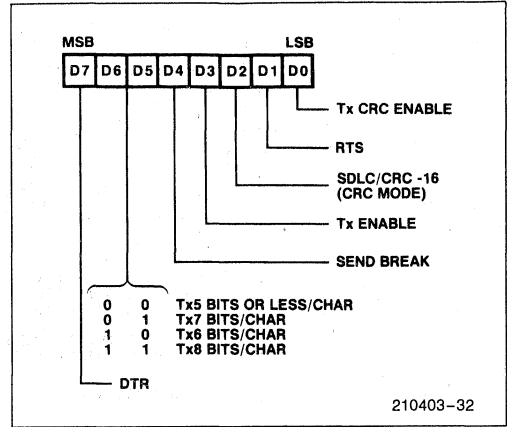 MSB LSB
D7 D6 D5 D4 D3 D2 D1 D0
Tx CRC ENABLE
RTS
SDLC/CRC -16
(CRC MODE)
Tx ENABLE
SEND BREAK
0 0 Tx5 BITS OR LESS/CHAR
0 1 Tx7 BITS/CHAR
1 0 Tx6 BITS/CHAR
1 1 Tx8 BITS/CHAR
DTR
210403-32